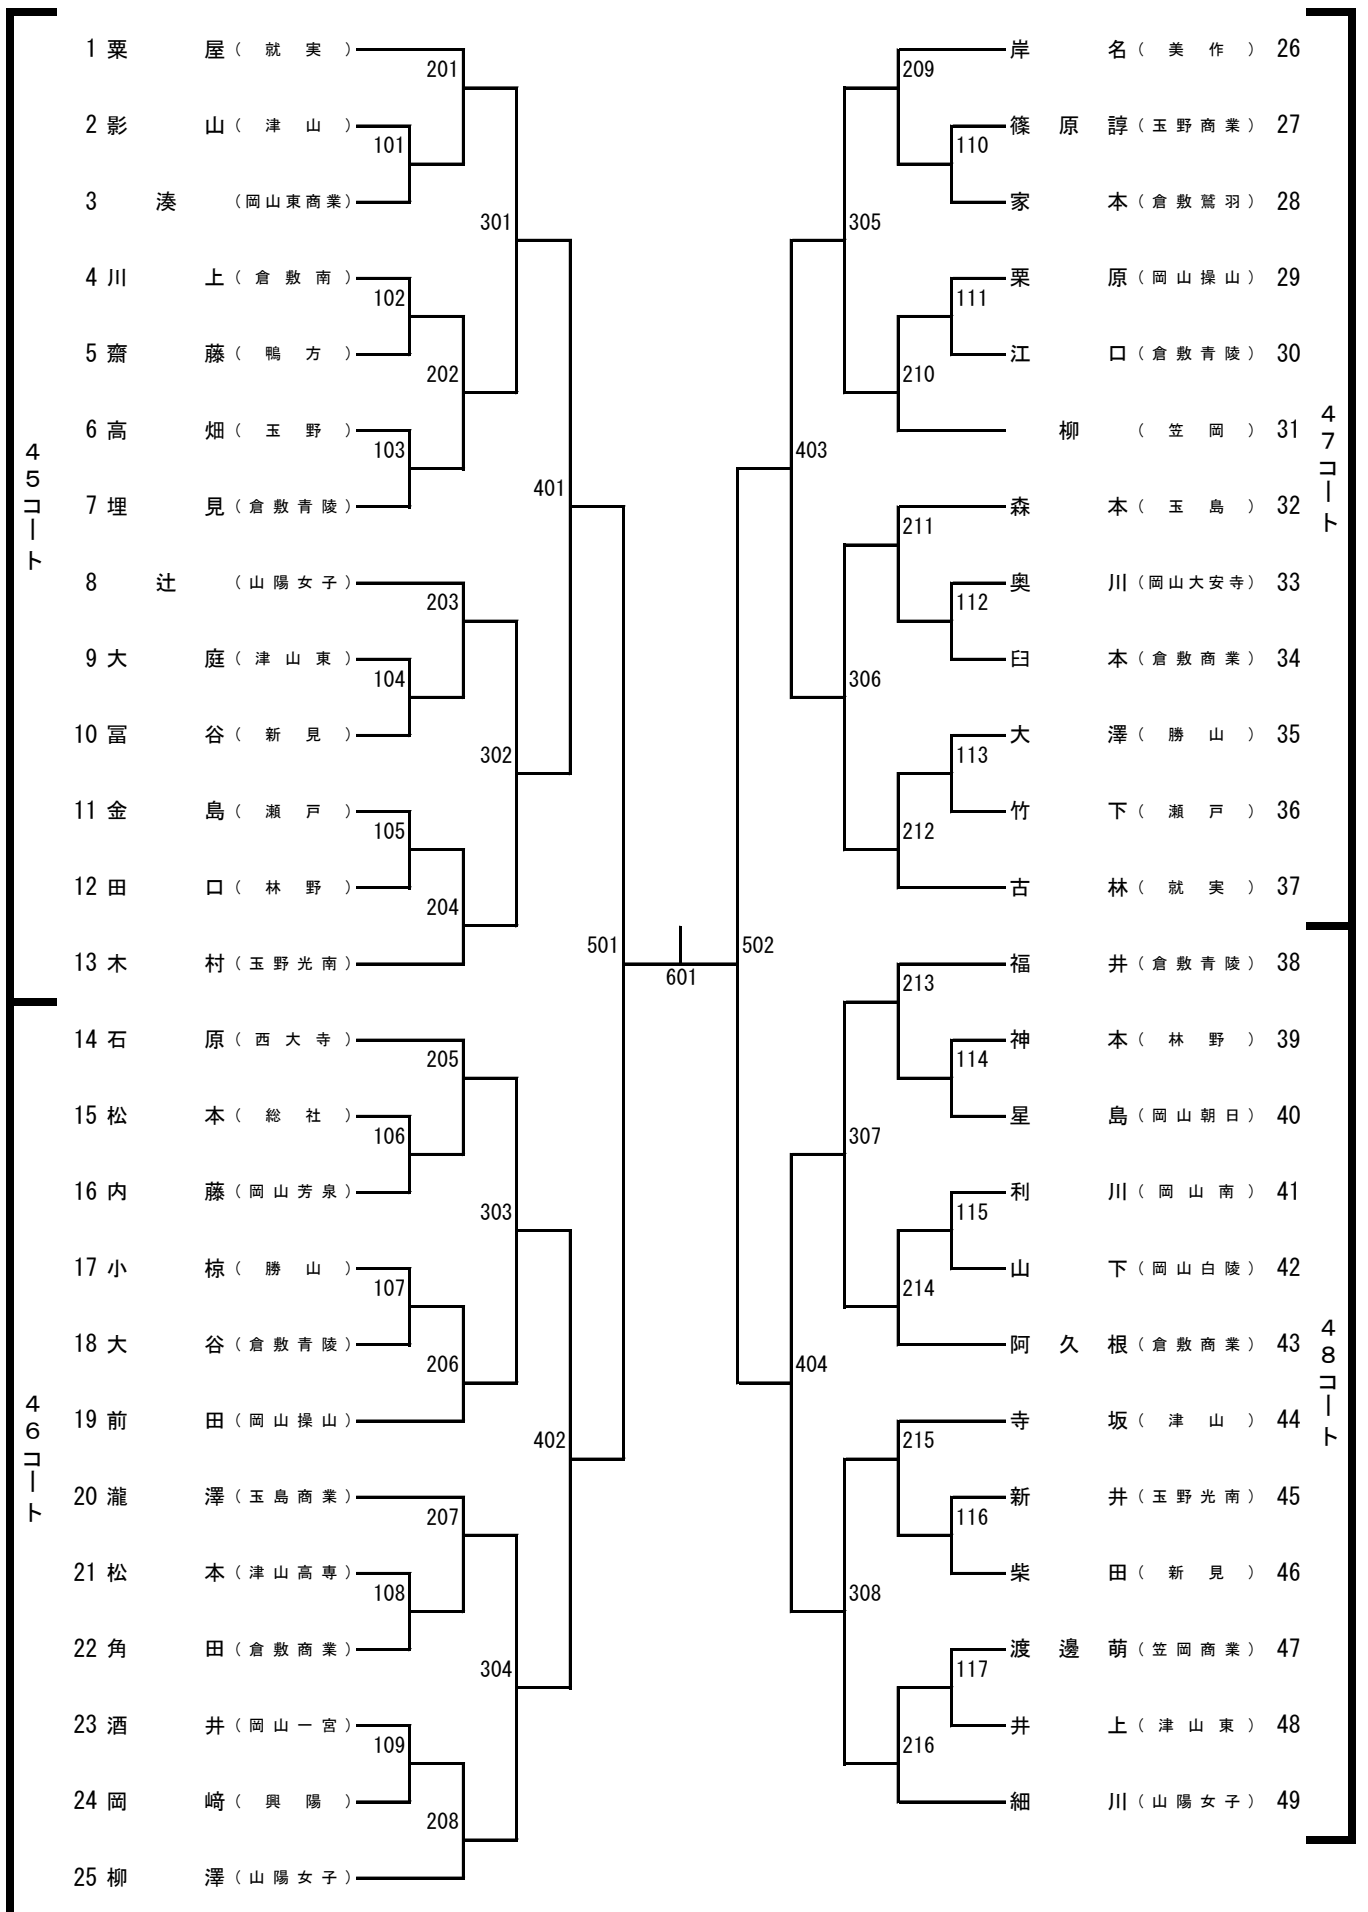 45コート
1 粟屋(就実)
2 影山(津山)
3 湊(岡山東商業)
4 川上(倉敷南)
5 齋藤(鴨方)
6 高畑(玉野)
7 埋見(倉敷青陵)
8 辻(山陽女子)
9 大庭(津山東)
10 冨谷(新見)
11 金島(瀬戸)
12 田口(林野)
13 木村(玉野光南)
46コート
14 石原(西大寺)
15 松本(総社)
16 内藤(岡山芳泉)
17 小椋(勝山)
18 大谷(倉敷青陵)
19 前田(岡山操山)
20 瀧澤(玉島商業)
21 松本(津山高専)
22 角田(倉敷商業)
23 酒井(岡山一宮)
24 岡﨑(興陽)
25 柳澤(山陽女子)
201
101
301
102
202
103
401
203
104
302
105
204
501
205
106
303
107
206
402
207
108
304
109
208
601
502
209
110
305
111
210
403
211
112
306
113
212
213
114
307
115
214
404
215
116
308
117
216
47コート
岸名(美作) 26
篠原諄(玉野商業) 27
家本(倉敷鷲羽) 28
栗原(岡山操山) 29
江口(倉敷青陵) 30
柳(笠岡) 31
森本(玉島) 32
奥川(岡山大安寺) 33
臼本(倉敷商業) 34
大澤(勝山) 35
竹下(瀬戸) 36
古林(就実) 37
48コート
福井(倉敷青陵) 38
神本(林野) 39
星島(岡山朝日) 40
利川(岡山南) 41
山下(岡山白陵) 42
阿久根(倉敷商業) 43
寺坂(津山) 44
新井(玉野光南) 45
柴田(新見) 46
渡邊萌(笠岡商業) 47
井上(津山東) 48
細川(山陽女子) 49